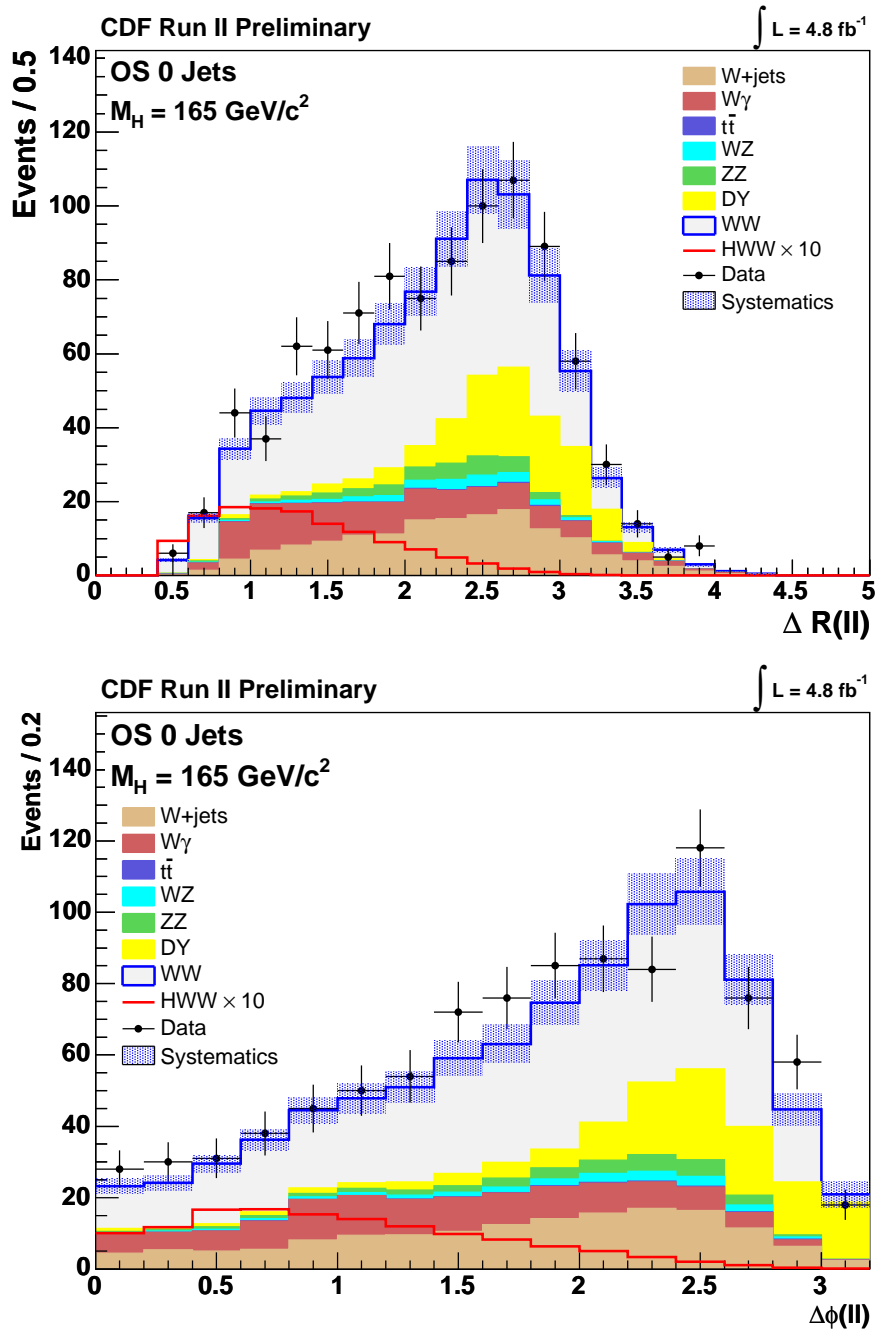 CDF Run II Preliminary
∫ L = 4.8 fb⁻¹
OS 0 Jets
M_H = 165 GeV/c²
W+jets
Wγ
tt̄
WZ
ZZ
DY
WW
HWW × 10
Data
Systematics
Events / 0.5
140
120
100
80
60
40
20
0
0 0.5 1 1.5 2 2.5 3 3.5 4 4.5 5
Δ R(ll)
CDF Run II Preliminary
∫ L = 4.8 fb⁻¹
OS 0 Jets
M_H = 165 GeV/c²
W+jets
Wγ
tt̄
WZ
ZZ
DY
WW
HWW × 10
Data
Systematics
Events / 0.2
140
120
100
80
60
40
20
0
0 0.5 1 1.5 2 2.5 3
Δϕ(ll)